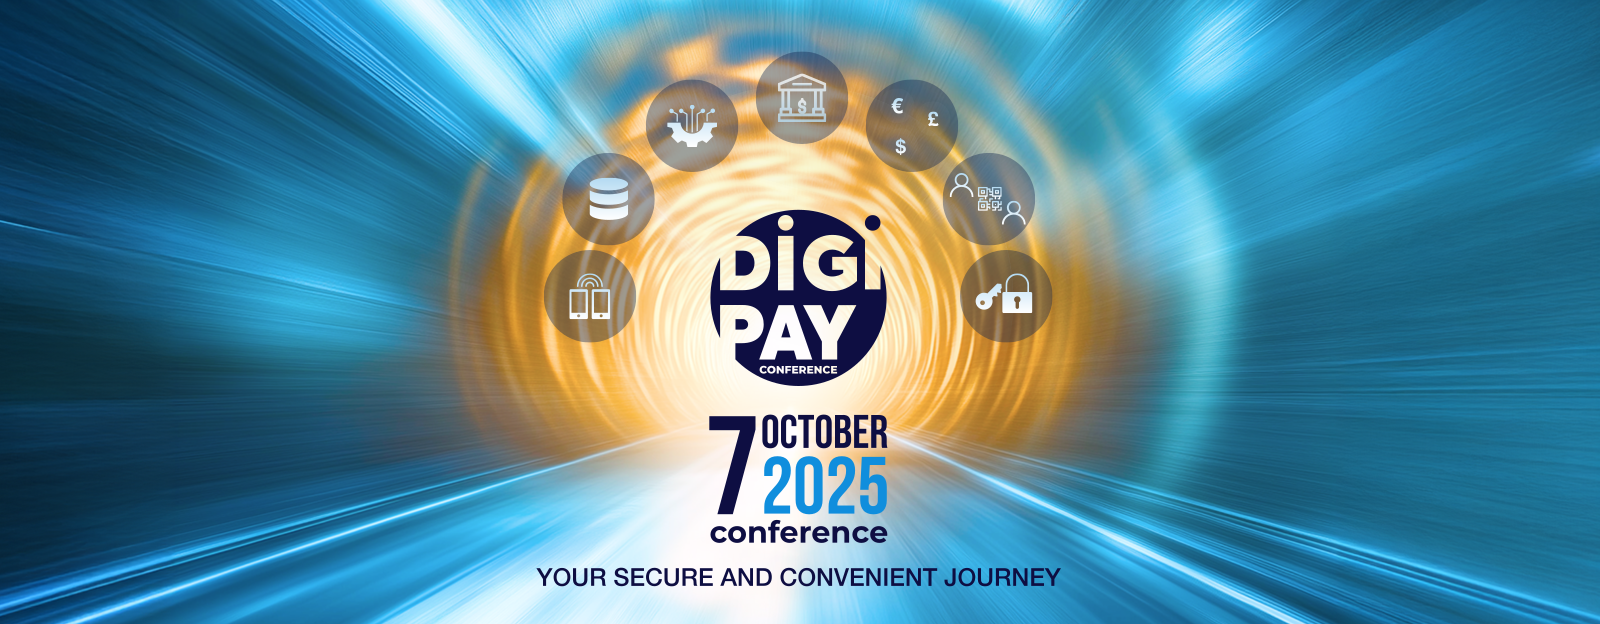 €
£
$
$
DiGi
PAY
CONFERENCE
7 OCTOBER
2025
conference
YOUR SECURE AND CONVENIENT JOURNEY